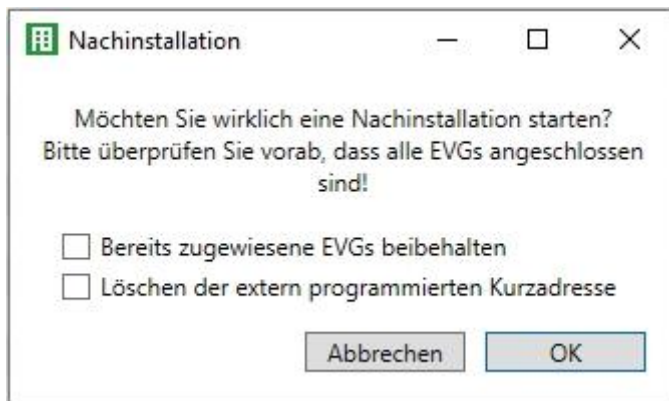 Nachinstallation
Möchten Sie wirklich eine Nachinstallation starten?
Bitte überprüfen Sie vorab, dass alle EVGs angeschlossen
sind!
Bereits zugewiesene EVGs beibehalten
Löschen der extern programmierten Kurzadresse
Abbrechen OK